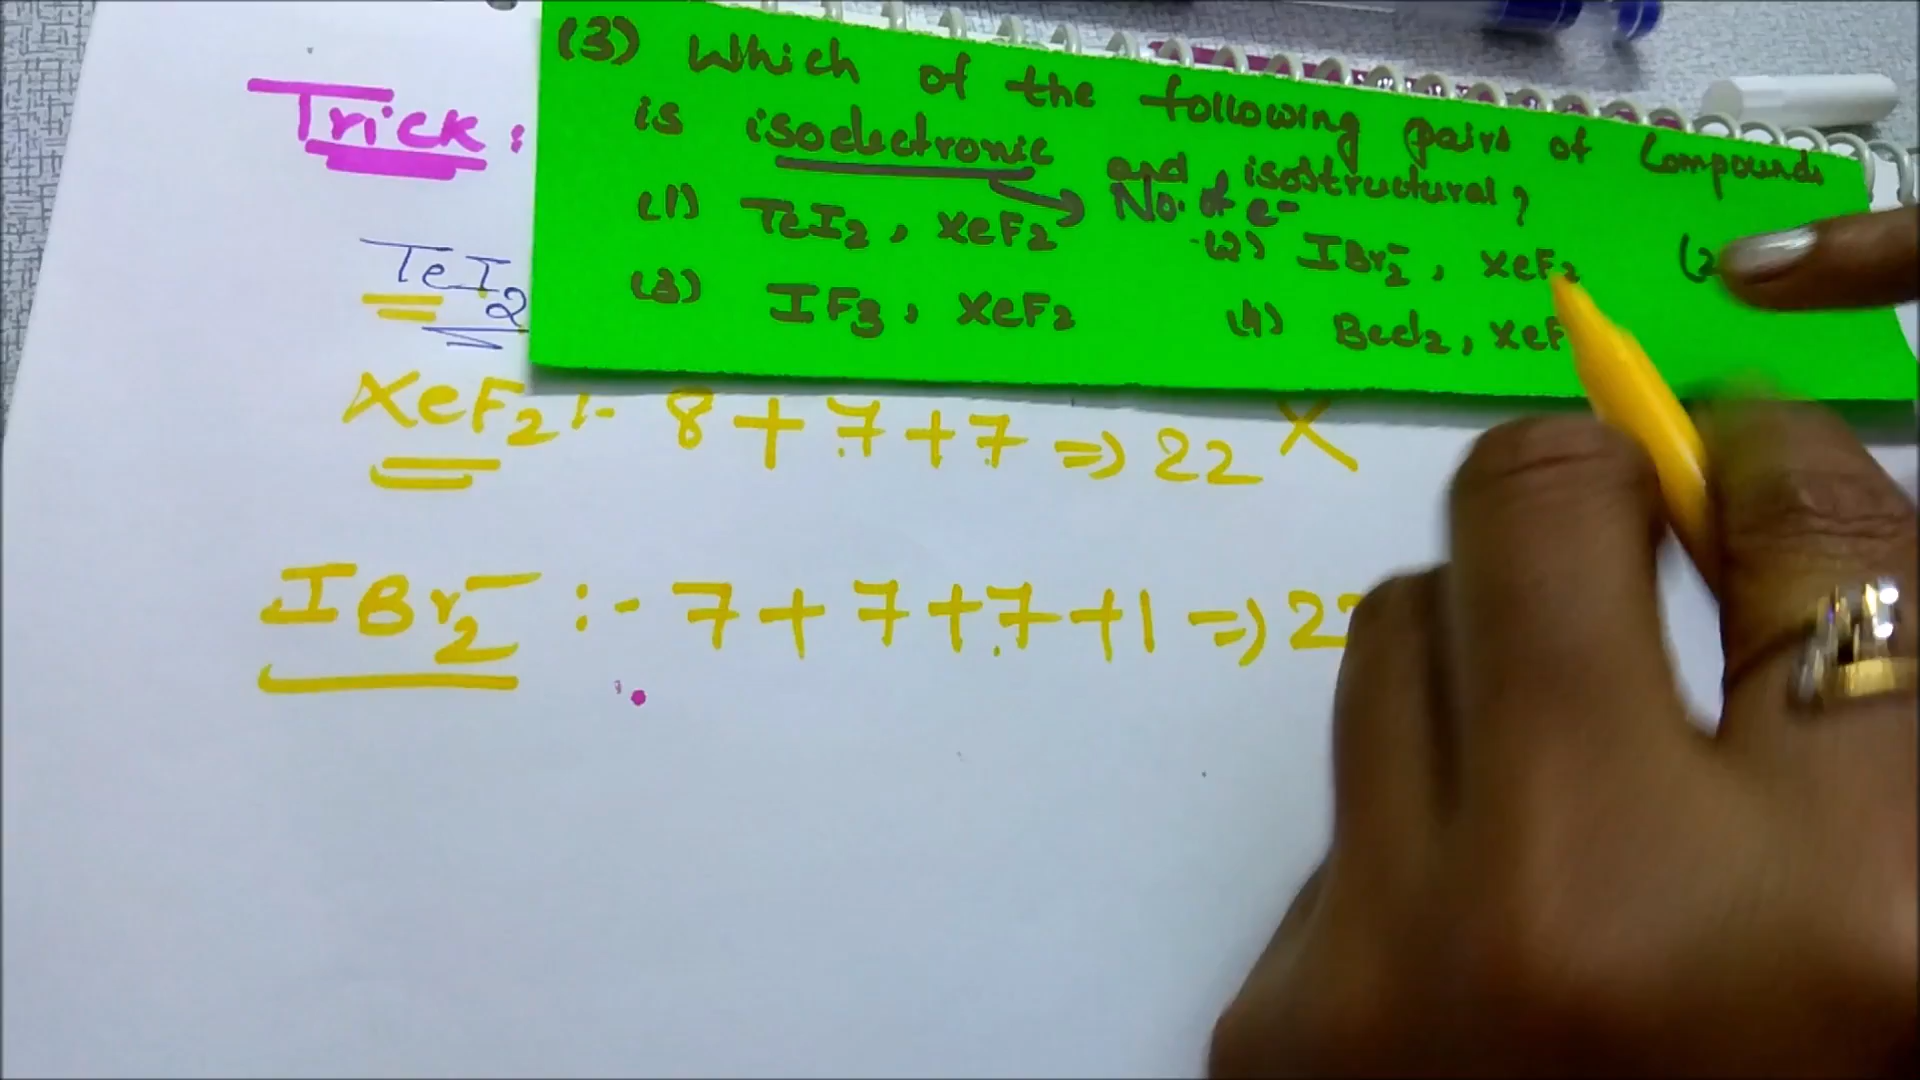 Trick:
(3) Which of the following pairs of Compounds
is isoelectronic and isostructural?
No. of e-
(1) TeI2, XeF2 (2) IBr2-, XeF2
(3) IF3, XeF2 (4) BeCl2, XeF
TeI2
XeF2:- 8+7+7 => 22 X
IBr2- :- 7+7+7+1 => 22